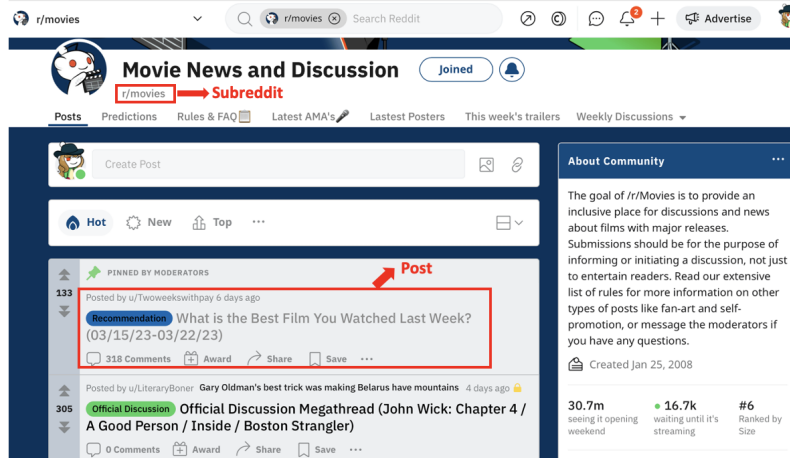 r/movies
r/movies
Search Reddit
2
Advertise
Movie News and Discussion
Joined
r/movies
Subreddit
Posts
Predictions
Rules & FAQ
Latest AMA's
Lastest Posters
This week's trailers
Weekly Discussions
Create Post
Hot
New
Top
PINNED BY MODERATORS
Post
133
Posted by u/Twoweekswithpay 6 days ago
Recommendation What is the Best Film You Watched Last Week?
(03/15/23-03/22/23)
318 Comments
Award
Share
Save
Posted by u/LiteraryBoner Gary Oldman's best trick was making Belarus have mountains 4 days ago
305
Official Discussion Official Discussion Megathread (John Wick: Chapter 4 /
A Good Person / Inside / Boston Strangler)
0 Comments
Award
Share
Save
About Community
The goal of /r/Movies is to provide an
inclusive place for discussions and news
about films with major releases.
Submissions should be for the purpose of
informing or initiating a discussion, not just
to entertain readers. Read our extensive
list of rules for more information on other
types of posts like fan-art and self-
promotion, or message the moderators if
you have any questions.
Created Jan 25, 2008
30.7m
seeing it opening
weekend
16.7k
waiting until it's
streaming
#6
Ranked by
Size